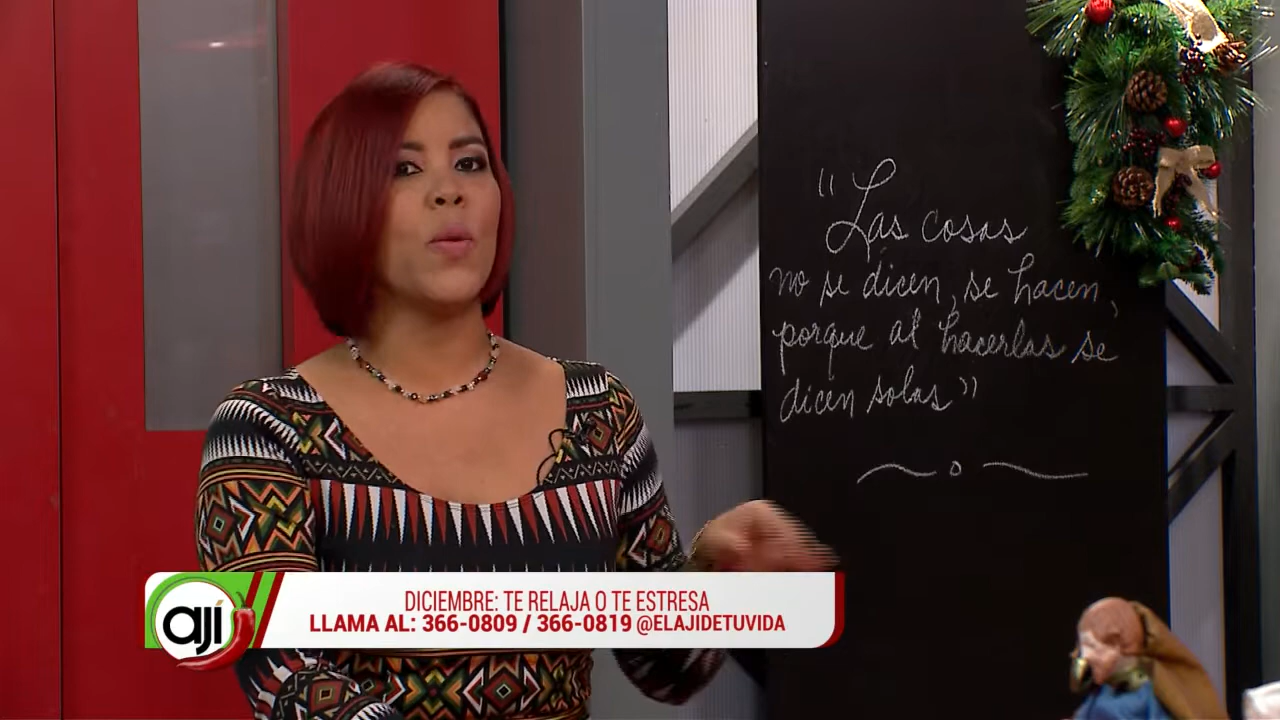 "Las cosas
no se dicen, se hacen,
porque al hacerlas se
dicen solas"
ají
DICIEMBRE: TE RELAJA O TE ESTRESA
LLAMA AL: 366-0809 / 366-0819 @ELAJIDETUVIDA